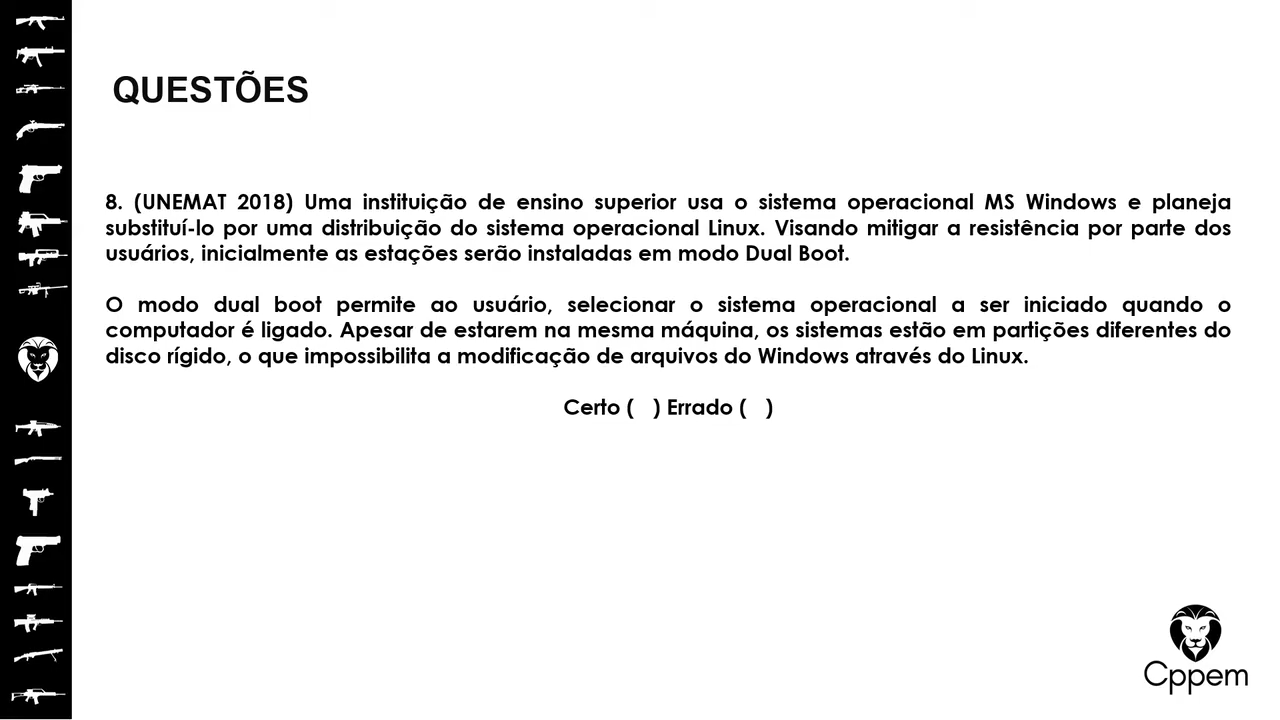 QUESTÕES
8. (UNEMAT 2018) Uma instituição de ensino superior usa o sistema operacional MS Windows e planeja
substituí-lo por uma distribuição do sistema operacional Linux. Visando mitigar a resistência por parte dos
usuários, inicialmente as estações serão instaladas em modo Dual Boot.
O modo dual boot permite ao usuário, selecionar o sistema operacional a ser iniciado quando o
computador é ligado. Apesar de estarem na mesma máquina, os sistemas estão em partições diferentes do
disco rígido, o que impossibilita a modificação de arquivos do Windows através do Linux.
Certo ( ) Errado ( )
Cppem